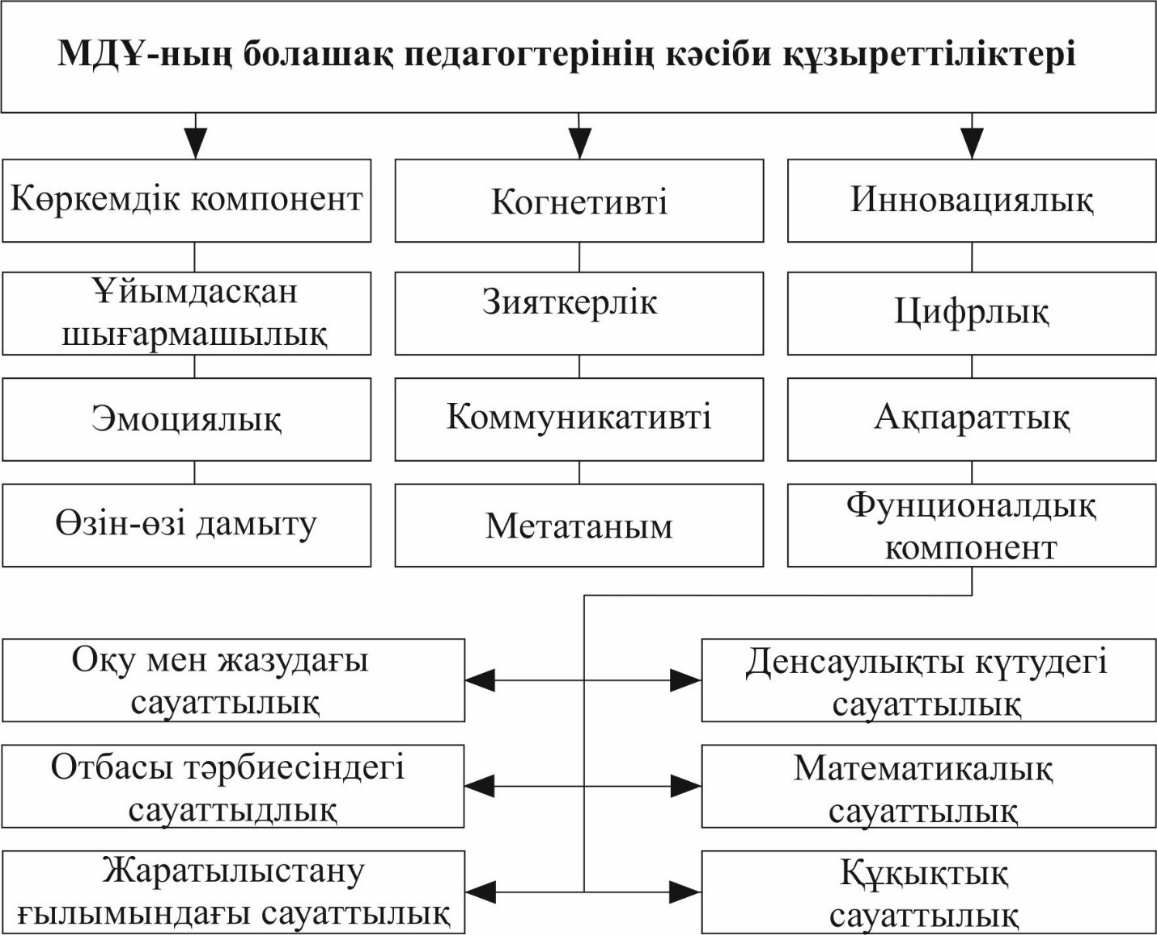 МДҰ-ның болашақ педагогтерінің кәсіби құзыреттіліктері
Көркемдік компонент
Когнетивті
Инновациялық
Ұйымдасқан
шығармашылық
Зияткерлік
Цифрлық
Эмоциялық
Коммуникативті
Ақпараттық
Өзін-өзі дамыту
Метатаным
Фунционалдық
компонент
Оқу мен жазудағы
сауаттылық
Денсаулықты күтудегі
сауаттылық
Отбасы тәрбиесіндегі
сауаттыдлық
Математикалық
сауаттылық
Жаратылыстану
ғылымындағы сауаттылық
Құқықтық
сауаттылық